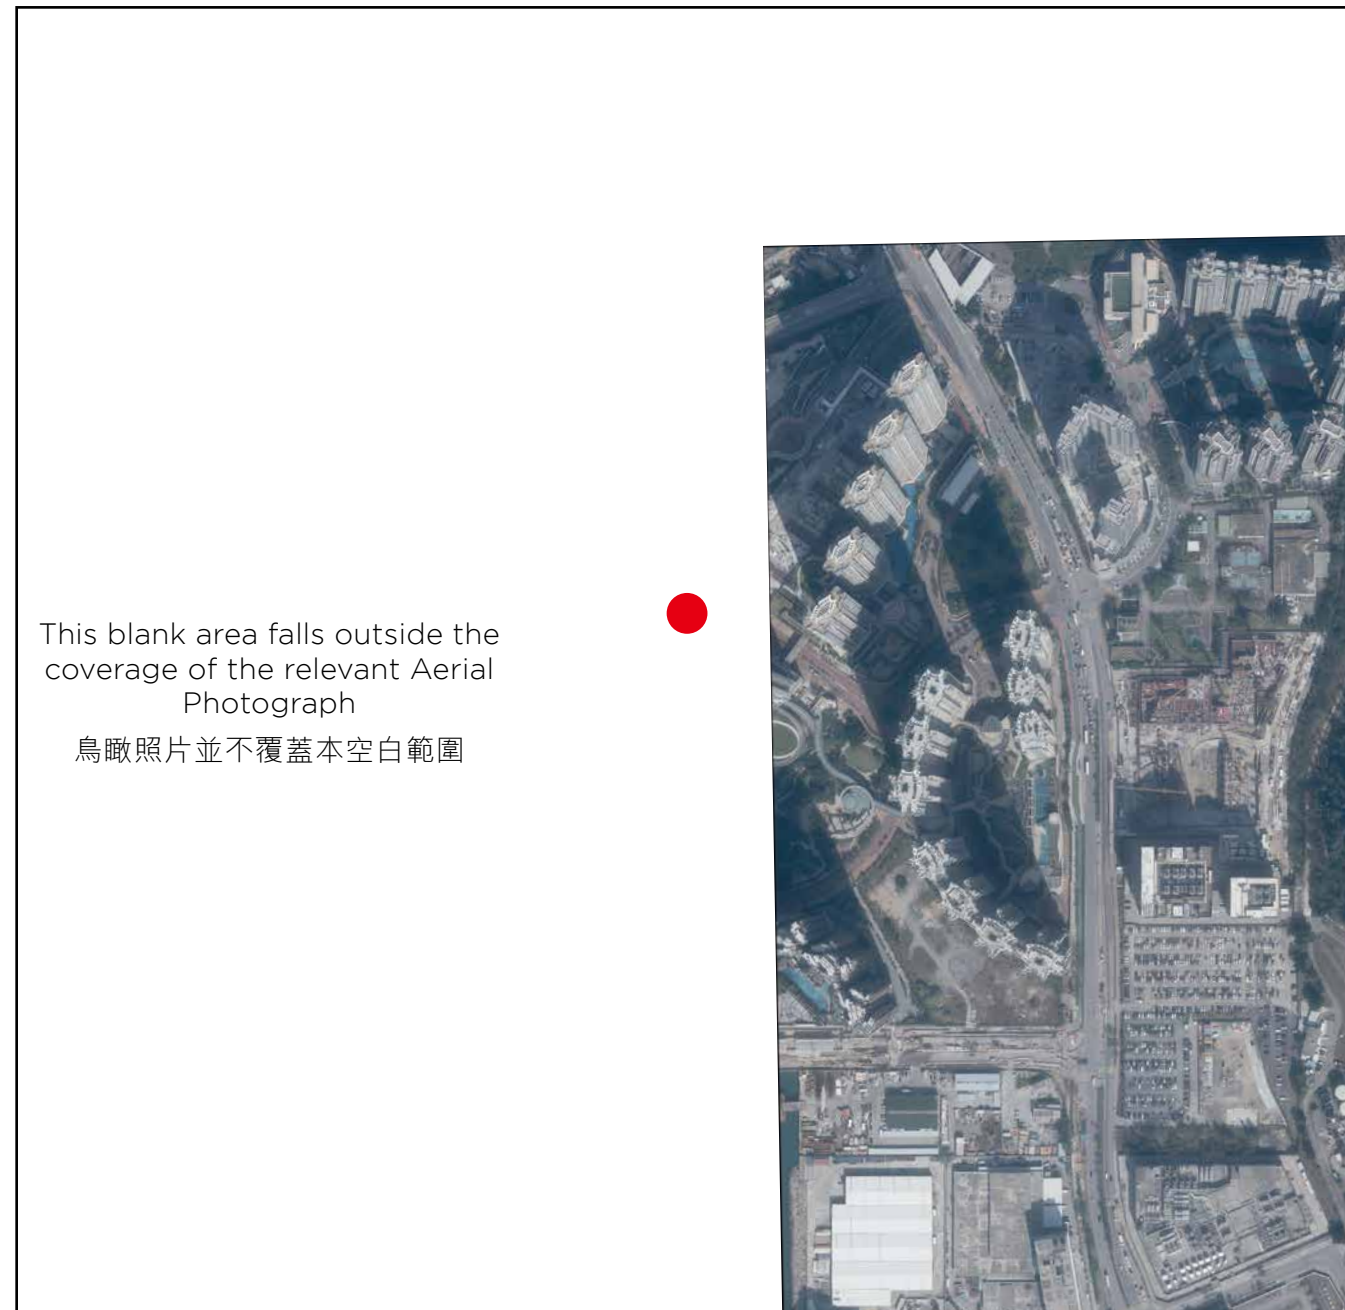 This blank area falls outside the
coverage of the relevant Aerial
Photograph
鳥瞰照片並不覆蓋本空白範圍